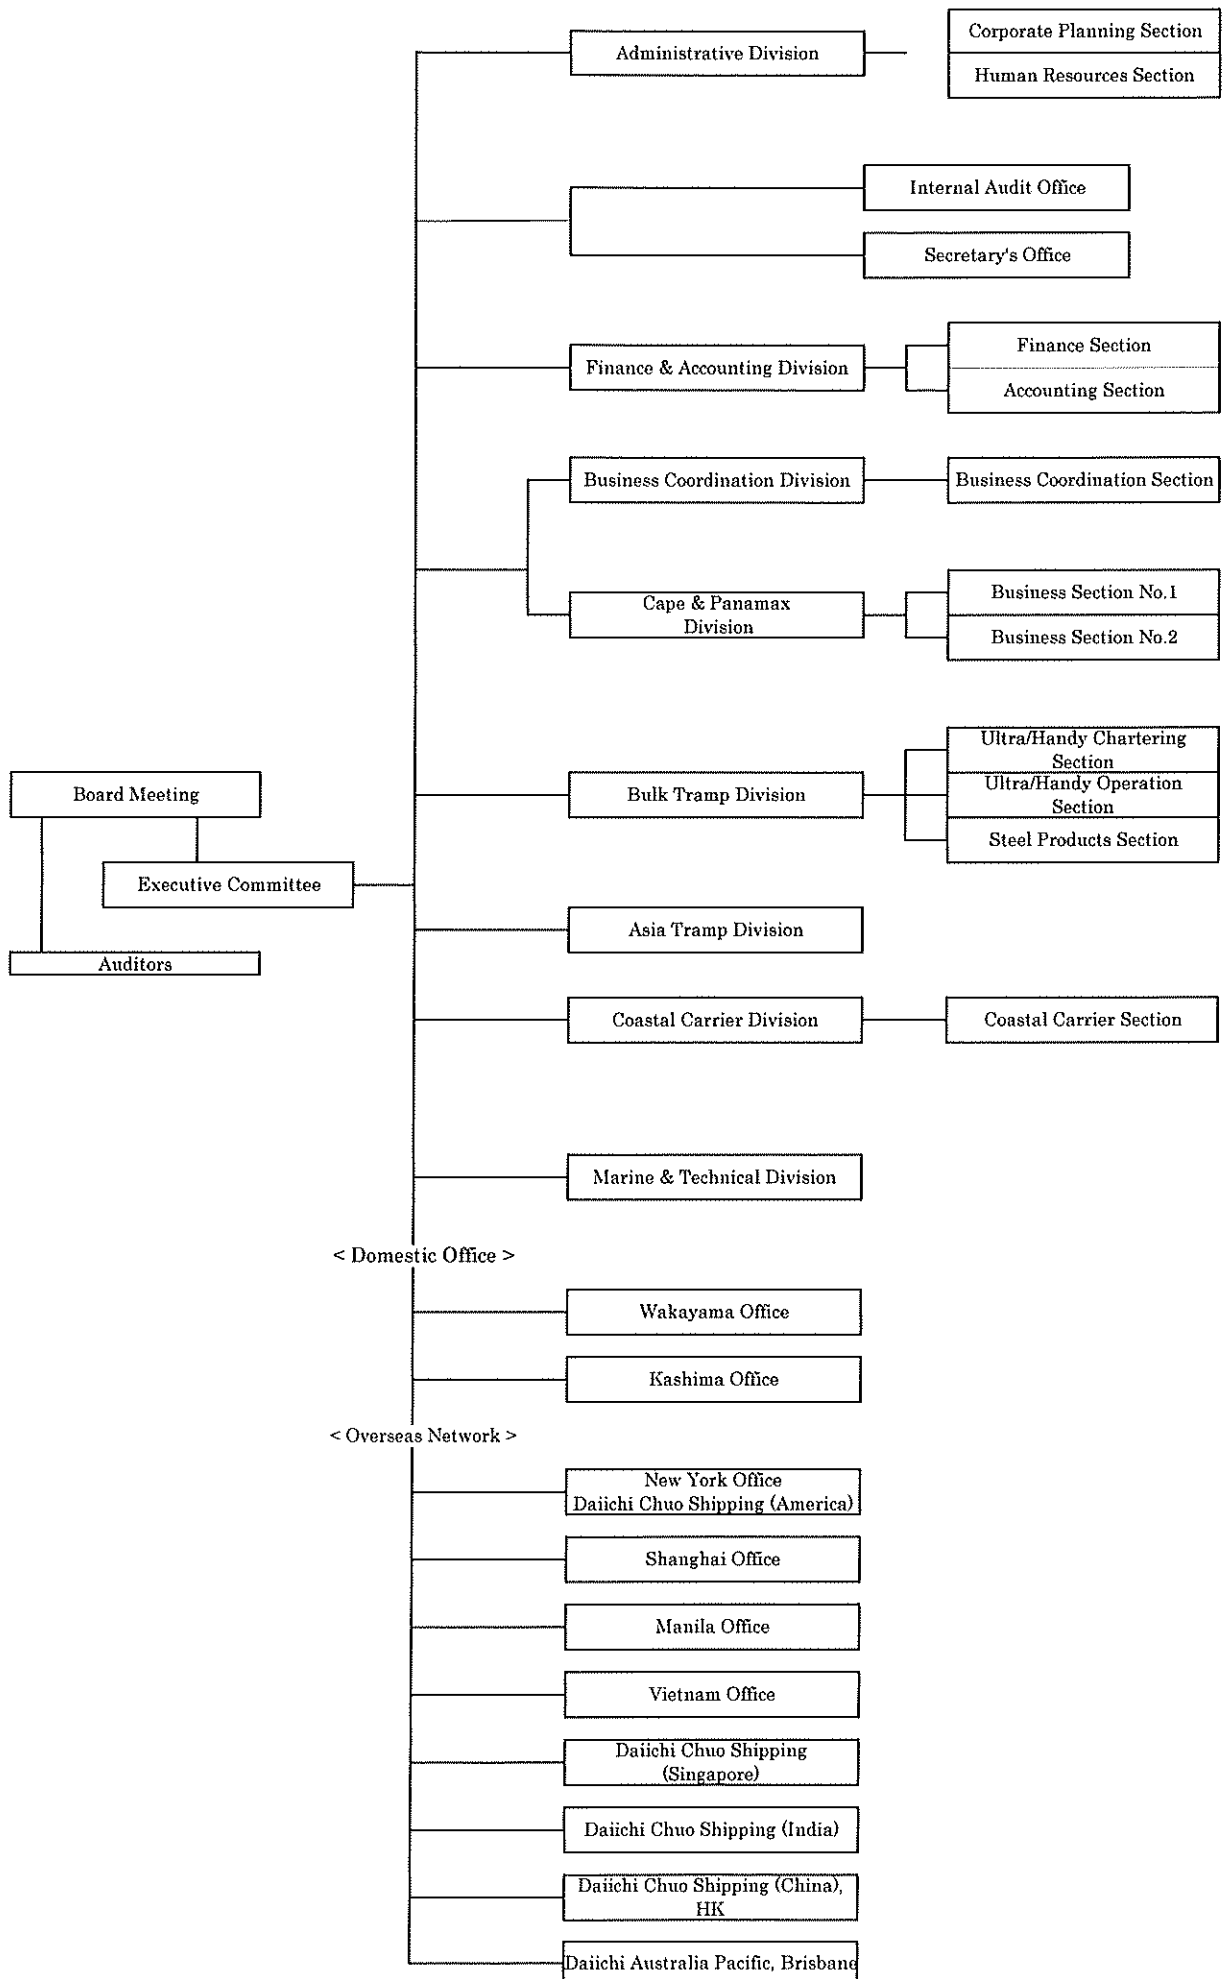 Administrative Division
Corporate Planning Section
Human Resources Section
Internal Audit Office
Secretary's Office
Finance & Accounting Division
Finance Section
Accounting Section
Business Coordination Division
Business Coordination Section
Cape & Panamax
Division
Business Section No.1
Business Section No.2
Board Meeting
Executive Committee
Auditors
Bulk Tramp Division
Ultra/Handy Chartering
Section
Ultra/Handy Operation
Section
Steel Products Section
Asia Tramp Division
Coastal Carrier Division
Coastal Carrier Section
Marine & Technical Division
< Domestic Office >
Wakayama Office
Kashima Office
< Overseas Network >
New York Office
Daiichi Chuo Shipping (America)
Shanghai Office
Manila Office
Vietnam Office
Daiichi Chuo Shipping
(Singapore)
Daiichi Chuo Shipping (India)
Daiichi Chuo Shipping (China),
HK
Daiichi Australia Pacific, Brisbane